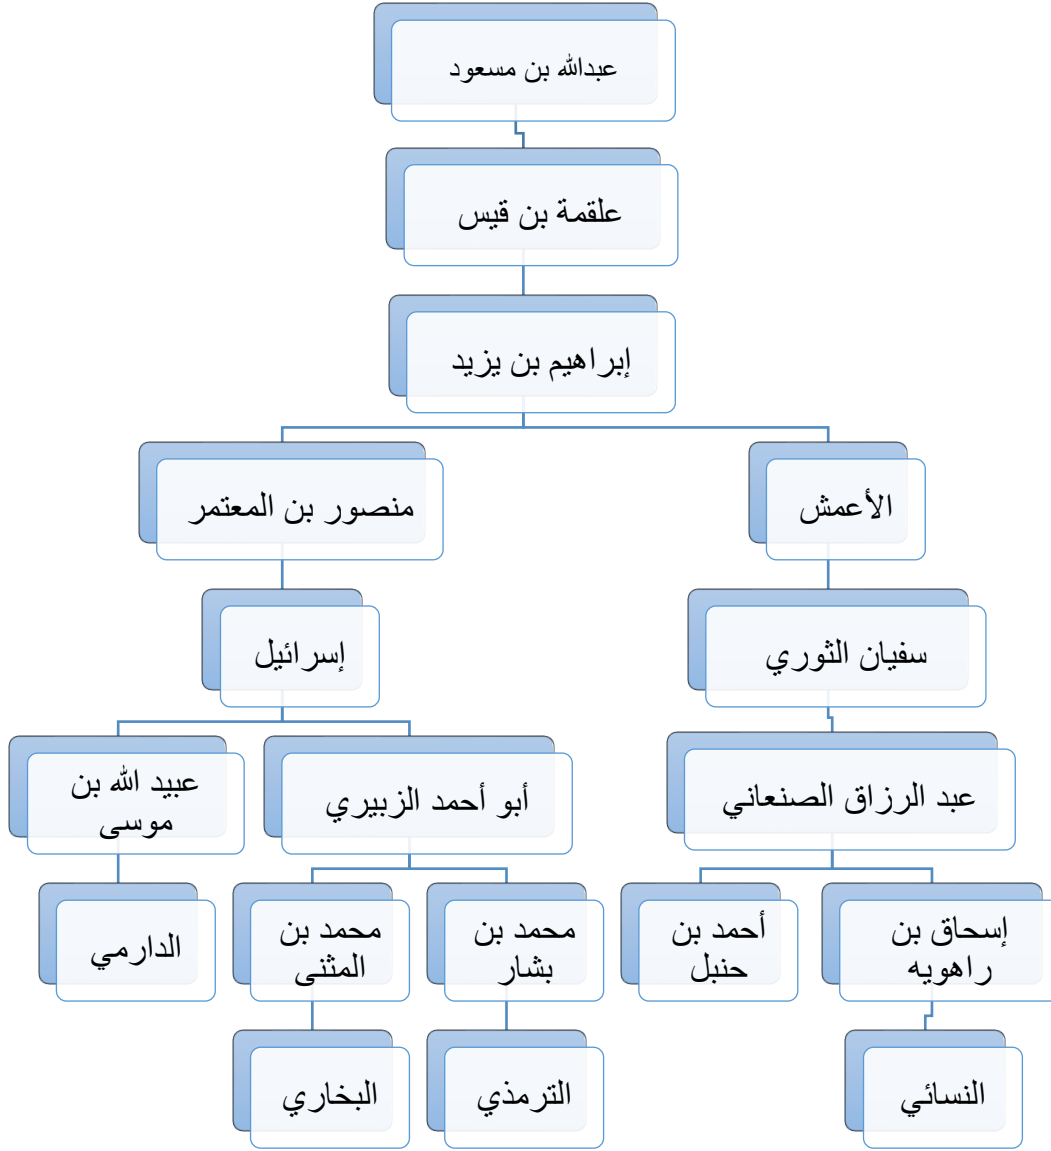 عبدالله بن مسعود
علقمة بن قيس
إبراهيم بن يزيد
الأعمش
منصور بن المعتمر
سفيان الثوري
إسرائيل
عبد الرزاق الصنعاني
أبو أحمد الزبيري
عبيد الله بن
موسى
إسحاق بن
راهويه
أحمد بن
حنبل
محمد بن
بشار
محمد بن
المثنى
الدارمي
النسائي
الترمذي
البخاري